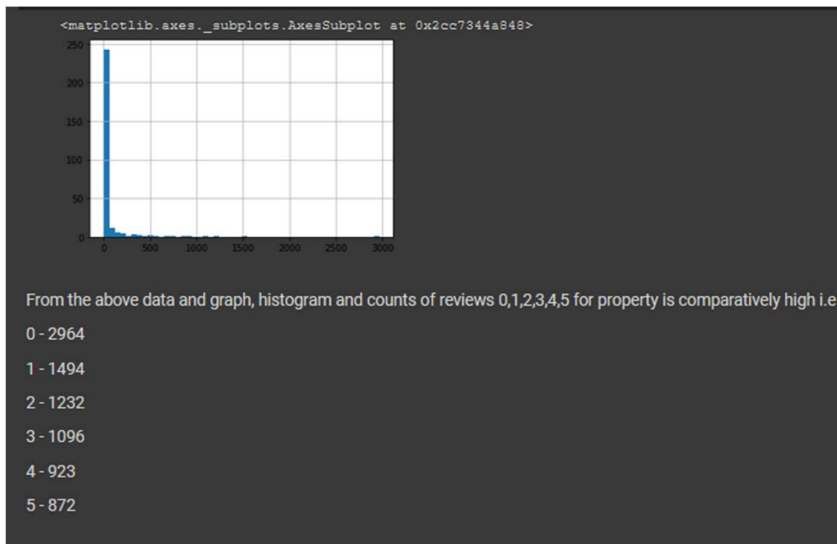 <matplotlib.axes._subplots.AxesSubplot at 0x2cc7344a848>
250
200
150
100
50
0
0 500 1000 1500 2000 2500 3000
From the above data and graph, histogram and counts of reviews 0,1,2,3,4,5 for property is comparatively high i.e
0 - 2964
1 - 1494
2 - 1232
3 - 1096
4 - 923
5 - 872